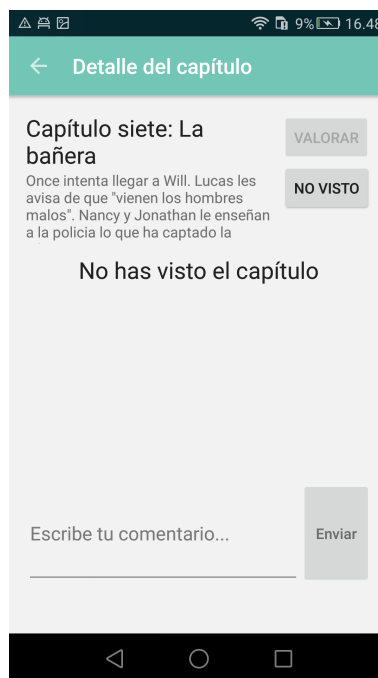 9% 16.48
Detalle del capítulo
Capítulo siete: La
bañera
VALORAR
Once intenta llegar a Will. Lucas les
avisa de que "vienen los hombres
malos". Nancy y Jonathan le enseñan
a la policia lo que ha captado la
NO VISTO
No has visto el capítulo
Escribe tu comentario...
Enviar